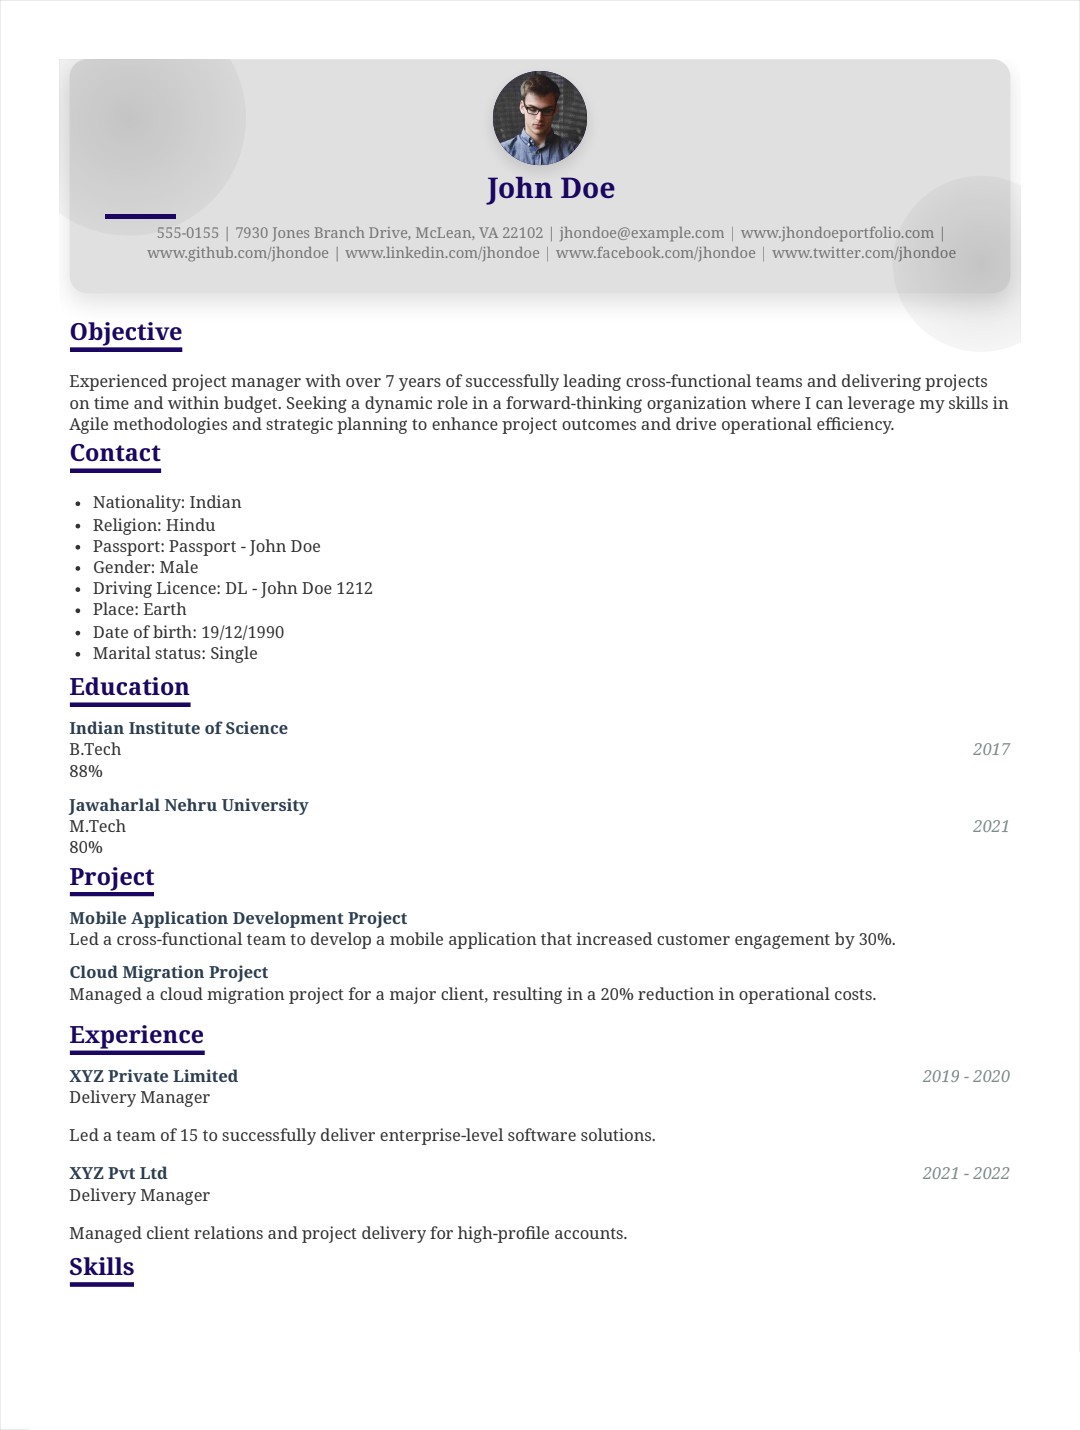 John Doe
555-0155 | 7930 Jones Branch Drive, McLean, VA 22102 | jhondoe@example.com | www.jhondoeportfolio.com |
www.github.com/jhondoe | www.linkedin.com/jhondoe | www.facebook.com/jhondoe | www.twitter.com/jhondoe
Objective
Experienced project manager with over 7 years of successfully leading cross-functional teams and delivering projects
on time and within budget. Seeking a dynamic role in a forward-thinking organization where I can leverage my skills in
Agile methodologies and strategic planning to enhance project outcomes and drive operational efficiency.
Contact
• Nationality: Indian
• Religion: Hindu
• Passport: Passport - John Doe
• Gender: Male
• Driving Licence: DL - John Doe 1212
• Place: Earth
• Date of birth: 19/12/1990
• Marital status: Single
Education
Indian Institute of Science
B.Tech 2017
88%
Jawaharlal Nehru University
M.Tech 2021
80%
Project
Mobile Application Development Project
Led a cross-functional team to develop a mobile application that increased customer engagement by 30%.
Cloud Migration Project
Managed a cloud migration project for a major client, resulting in a 20% reduction in operational costs.
Experience
XYZ Private Limited 2019 - 2020
Delivery Manager
Led a team of 15 to successfully deliver enterprise-level software solutions.
XYZ Pvt Ltd 2021 - 2022
Delivery Manager
Managed client relations and project delivery for high-profile accounts.
Skills